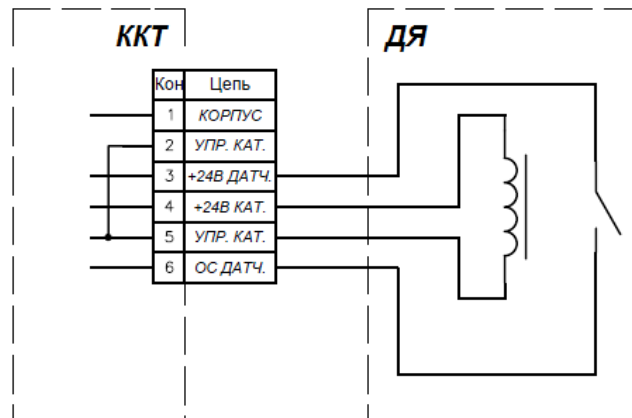 ККТ
ДЯ
Кон Цепь
1 КОРПУС
2 УПР. КАТ.
3 +24В ДАТЧ.
4 +24В КАТ.
5 УПР. КАТ.
6 ОС ДАТЧ.